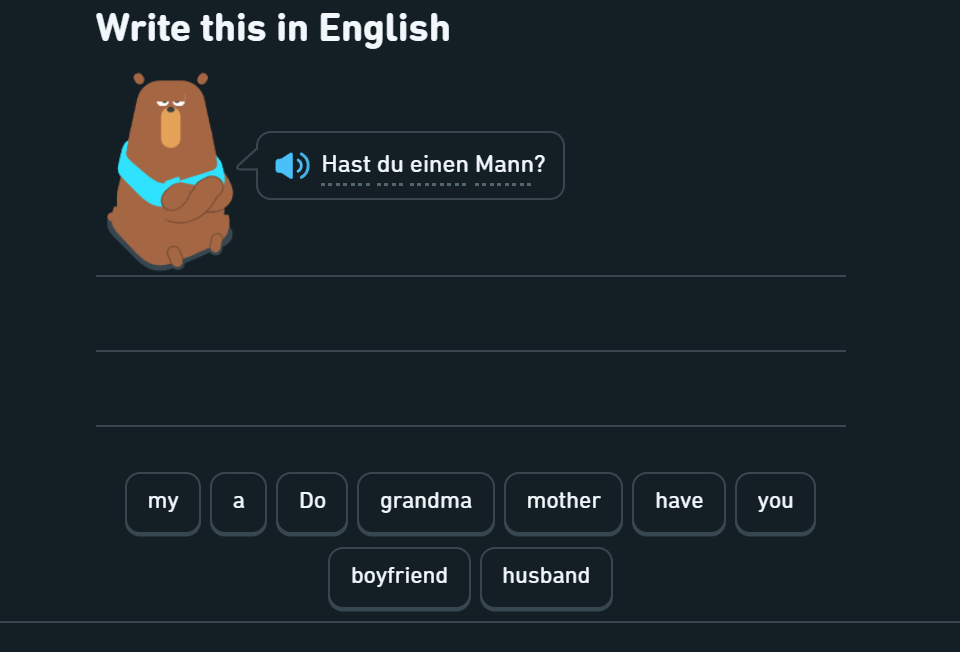 Write this in English
Hast du einen Mann?
my a Do grandma mother have you
boyfriend husband